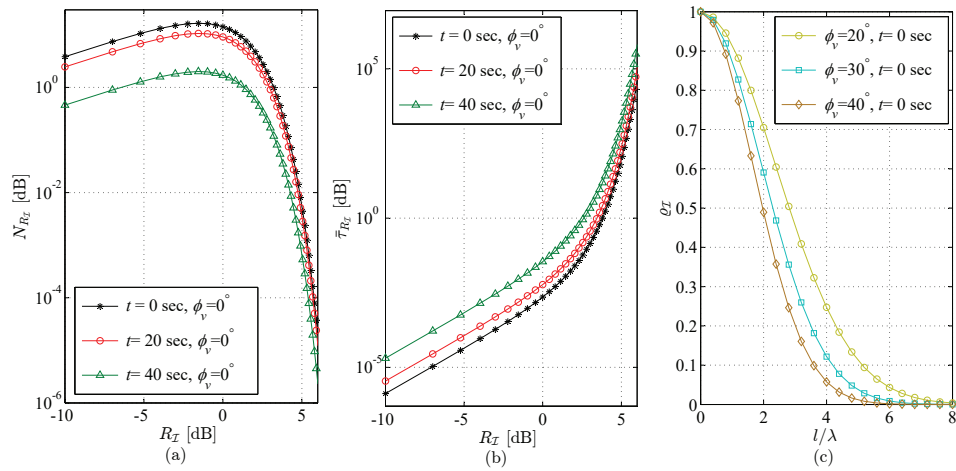 10^0
10^-2
10^-4
10^-6
-10
-5
0
5
N_{R_I} [dB]
R_I [dB]
t = 0 sec, ϕ_v=0°
t= 20 sec, ϕ_v=0°
t= 40 sec, ϕ_v=0°
(a)
10^5
10^0
10^-5
-10
-5
0
5
τ̄_{R_I}
R_I [dB]
t = 0 sec, ϕ_v=0°
t= 20 sec, ϕ_v=0°
t= 40 sec, ϕ_v=0°
(b)
1
0.9
0.8
0.7
0.6
0.5
0.4
0.3
0.2
0.1
0
0
2
4
6
8
ϱ_I
l/λ
ϕ_v=20°, t=0 sec
ϕ_v=30°, t=0 sec
ϕ_v=40°, t=0 sec
(c)